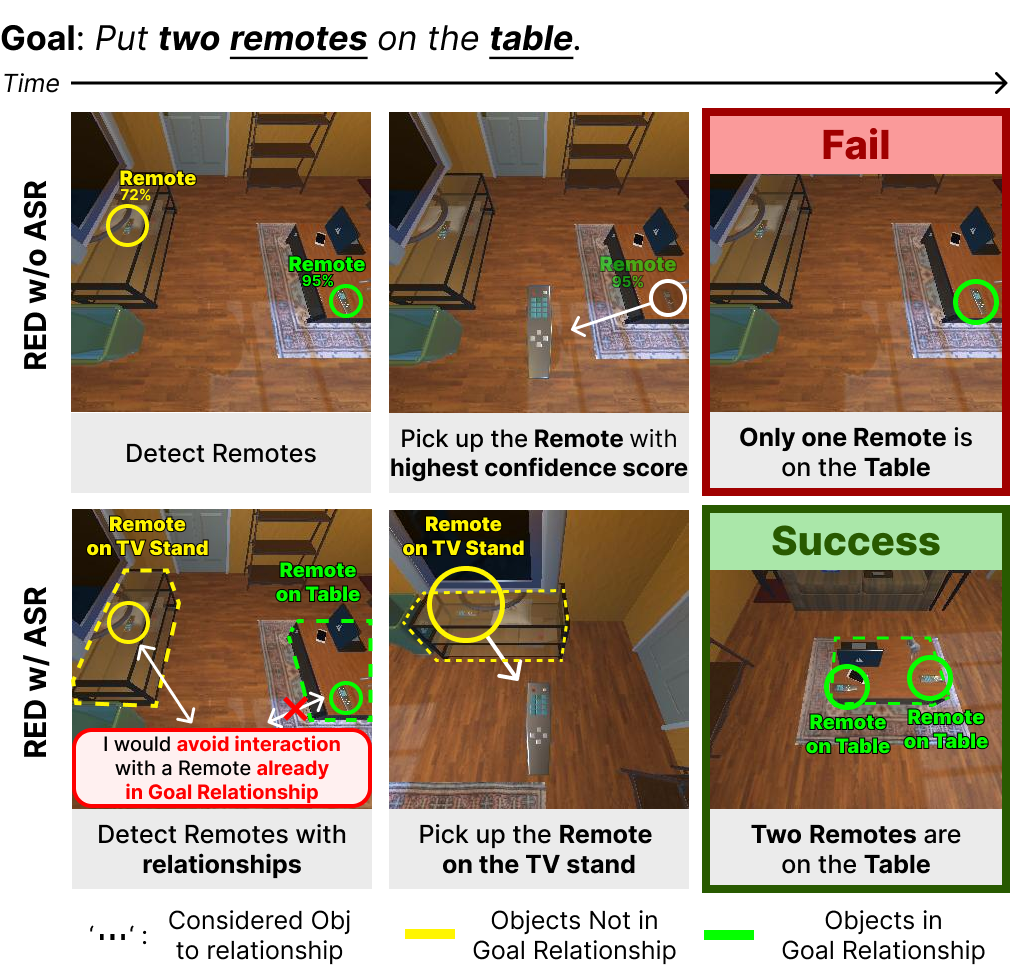 Goal: Put two remotes on the table.
Time
RED w/o ASR
Remote
72%
Remote
95%
Detect Remotes
Remote
95%
Pick up the Remote with
highest confidence score
Fail
Only one Remote is
on the Table
RED w/ ASR
Remote
on TV Stand
Remote
on Table
I would avoid interaction
with a Remote already
in Goal Relationship
Detect Remotes with
relationships
Remote
on TV Stand
Pick up the Remote
on the TV stand
Success
Remote
on Table
Remote
on Table
Two Remotes are
on the Table
‘---‘ :
Considered Obj
to relationship
Objects Not in
Goal Relationship
Objects in
Goal Relationship